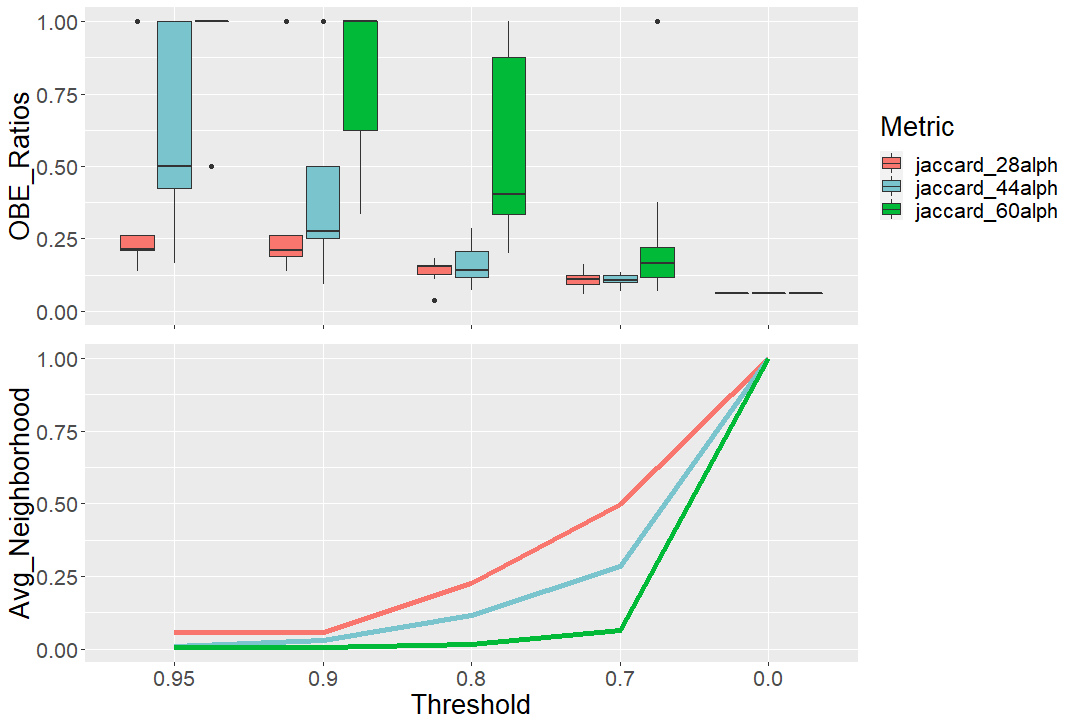 OBE_Ratios
1.00
0.75
0.50
0.25
0.00
Metric
jaccard_28alph
jaccard_44alph
jaccard_60alph
Avg_Neighborhood
1.00
0.75
0.50
0.25
0.00
0.95 0.9 0.8 0.7 0.0
Threshold